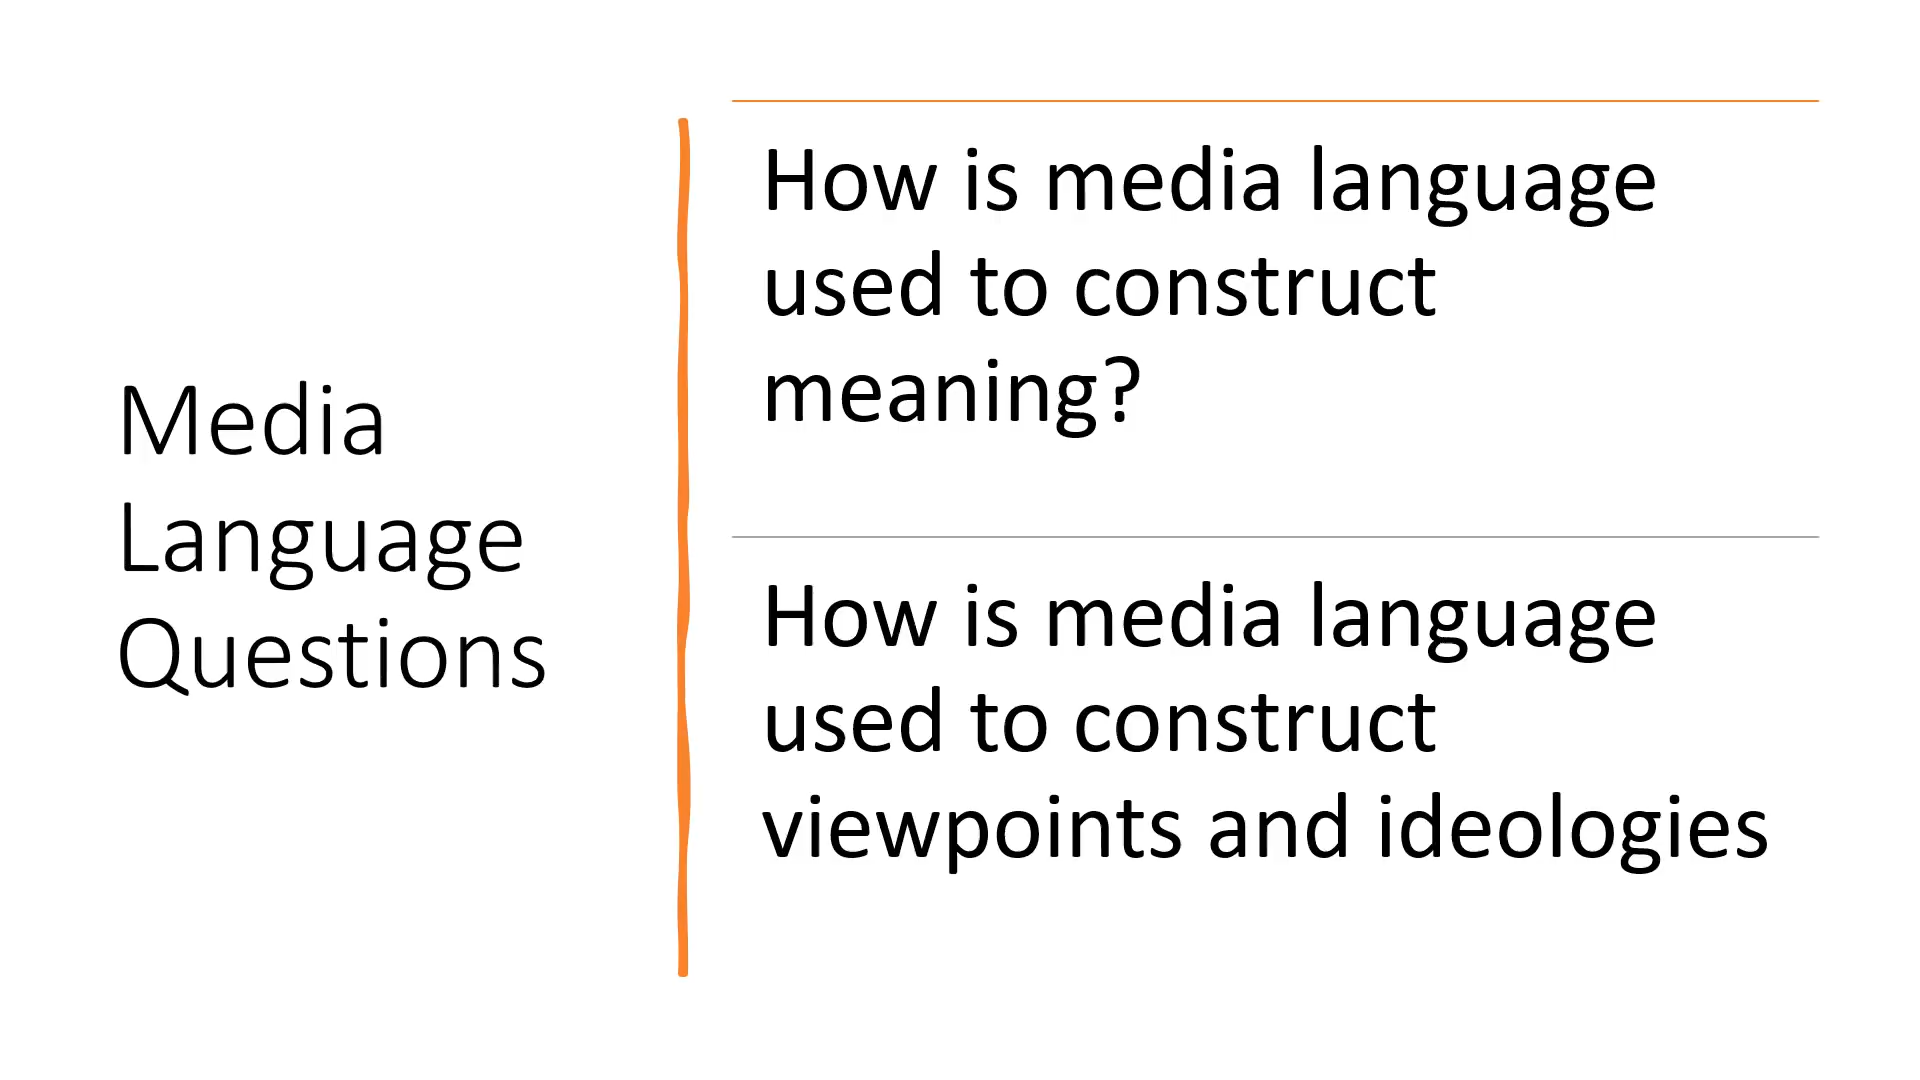 Media
Language
Questions
How is media language
used to construct
meaning?
How is media language
used to construct
viewpoints and ideologies